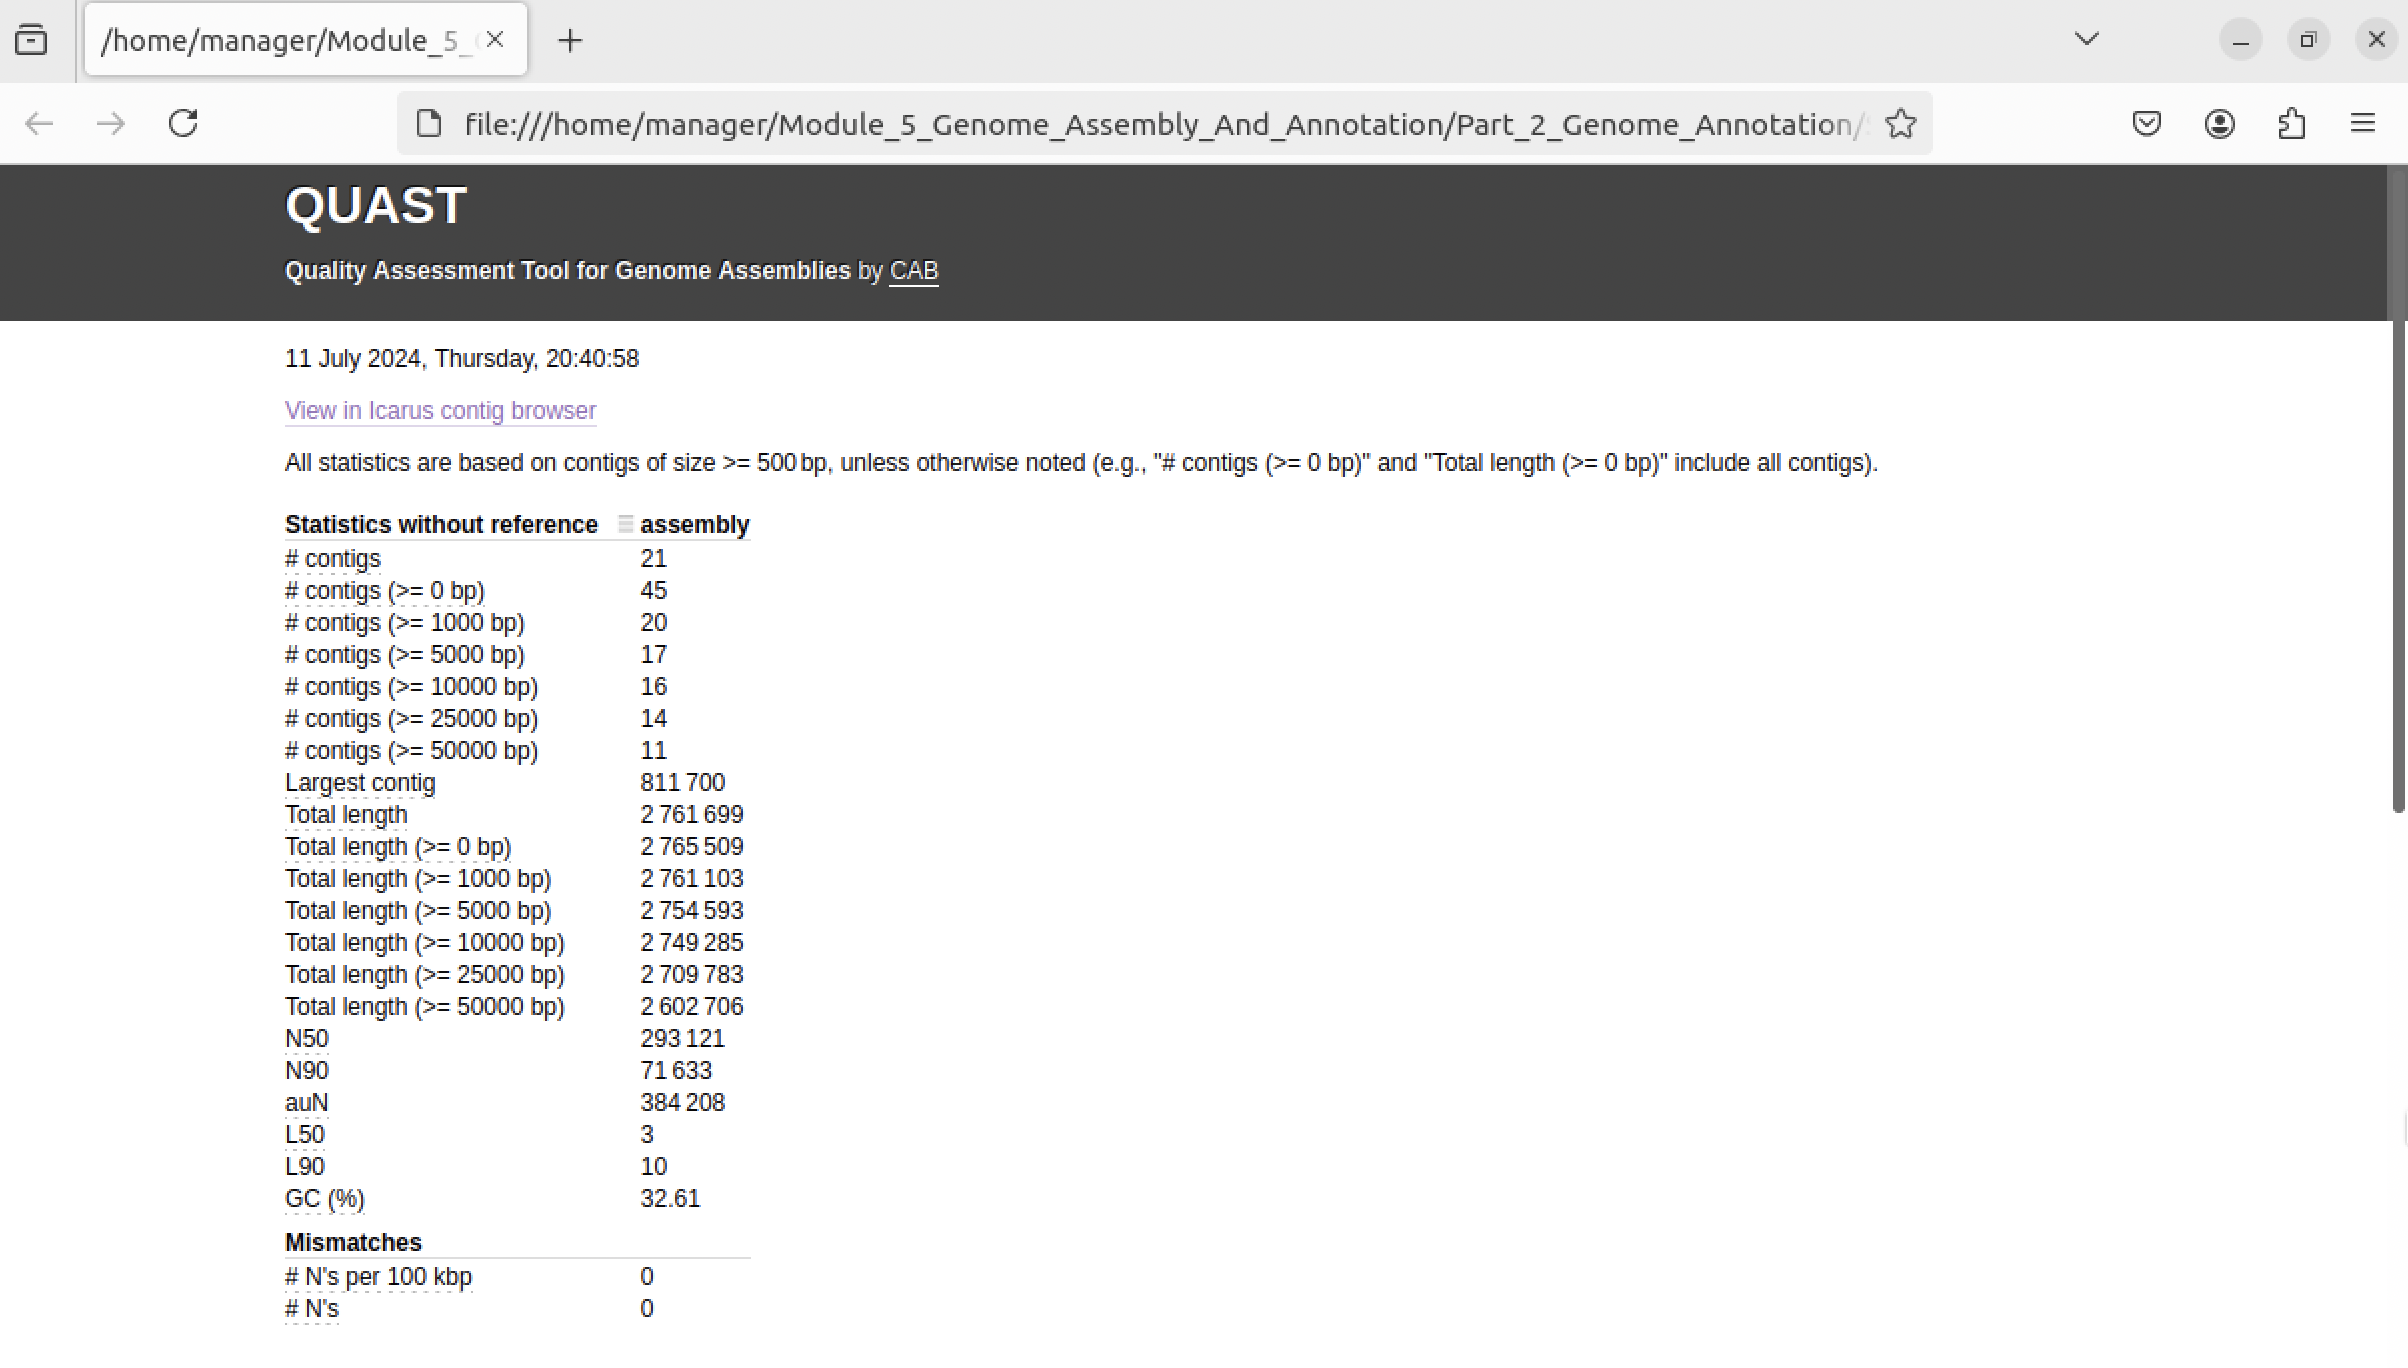 /home/manager/Module_5_
file:///home/manager/Module_5_Genome_Assembly_And_Annotation/Part_2_Genome_Annotation/
QUAST
Quality Assessment Tool for Genome Assemblies by CAB
11 July 2024, Thursday, 20:40:58
View in Icarus contig browser
All statistics are based on contigs of size >= 500 bp, unless otherwise noted (e.g., "# contigs (>= 0 bp)" and "Total length (>= 0 bp)" include all contigs).
Statistics without reference assembly
# contigs 21
# contigs (>= 0 bp) 45
# contigs (>= 1000 bp) 20
# contigs (>= 5000 bp) 17
# contigs (>= 10000 bp) 16
# contigs (>= 25000 bp) 14
# contigs (>= 50000 bp) 11
Largest contig 811 700
Total length 2 761 699
Total length (>= 0 bp) 2 765 509
Total length (>= 1000 bp) 2 761 103
Total length (>= 5000 bp) 2 754 593
Total length (>= 10000 bp) 2 749 285
Total length (>= 25000 bp) 2 709 783
Total length (>= 50000 bp) 2 602 706
N50 293 121
N90 71 633
auN 384 208
L50 3
L90 10
GC (%) 32.61
Mismatches
# N's per 100 kbp 0
# N's 0